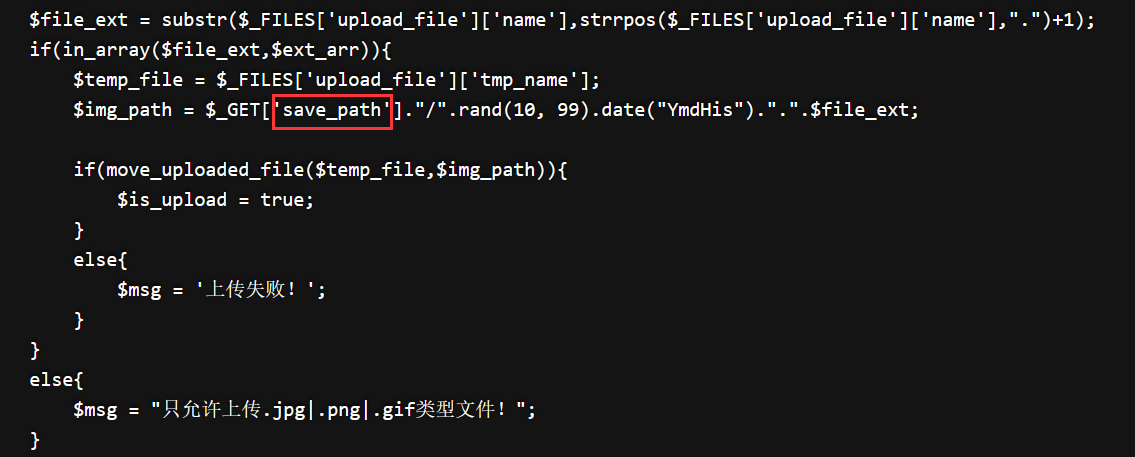 $file_ext = substr($_FILES['upload_file']['name'],strrpos($_FILES['upload_file']['name'],".")+1);
if(in_array($file_ext,$ext_arr)){
    $temp_file = $_FILES['upload_file']['tmp_name'];
    $img_path = $_GET['save_path']."/".rand(10, 99).date("YmdHis").".".$file_ext;

    if(move_uploaded_file($temp_file,$img_path)){
        $is_upload = true;
    }
    else{
        $msg = '上传失败！';
    }
}
else{
    $msg = "只允许上传.jpg|.png|.gif类型文件！";
}